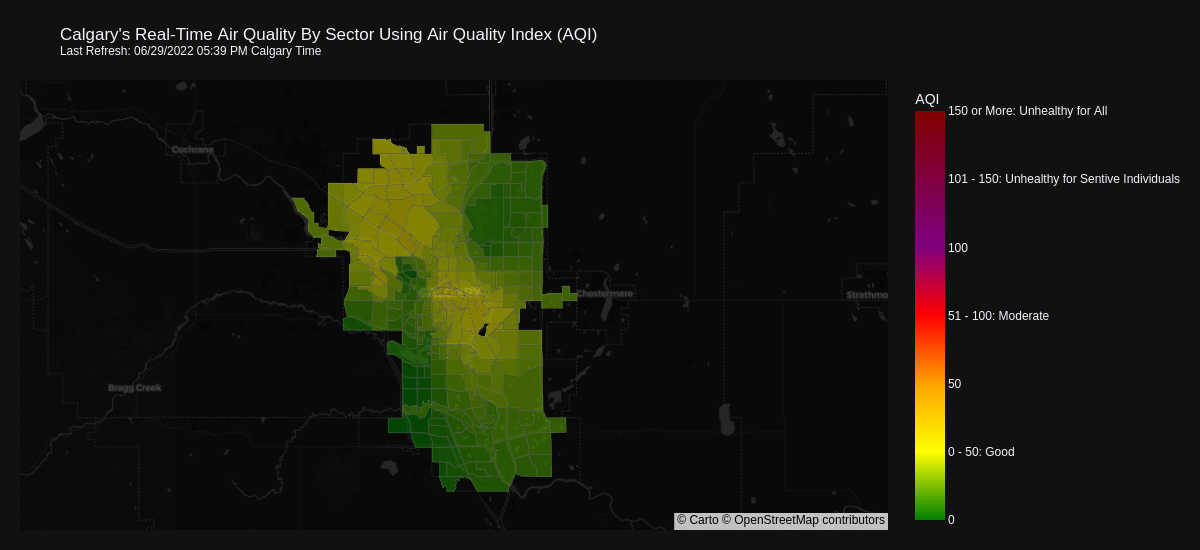 Calgary's Real-Time Air Quality By Sector Using Air Quality Index (AQI)
Last Refresh: 06/29/2022 05:39 PM Calgary Time
AQI
150 or More: Unhealthy for All
Cochrane
101 - 150: Unhealthy for Sentive Individuals
100
Chestermere
Strathmo
51 - 100: Moderate
Bragg Creek
50
0 - 50: Good
0
© Carto © OpenStreetMap contributors